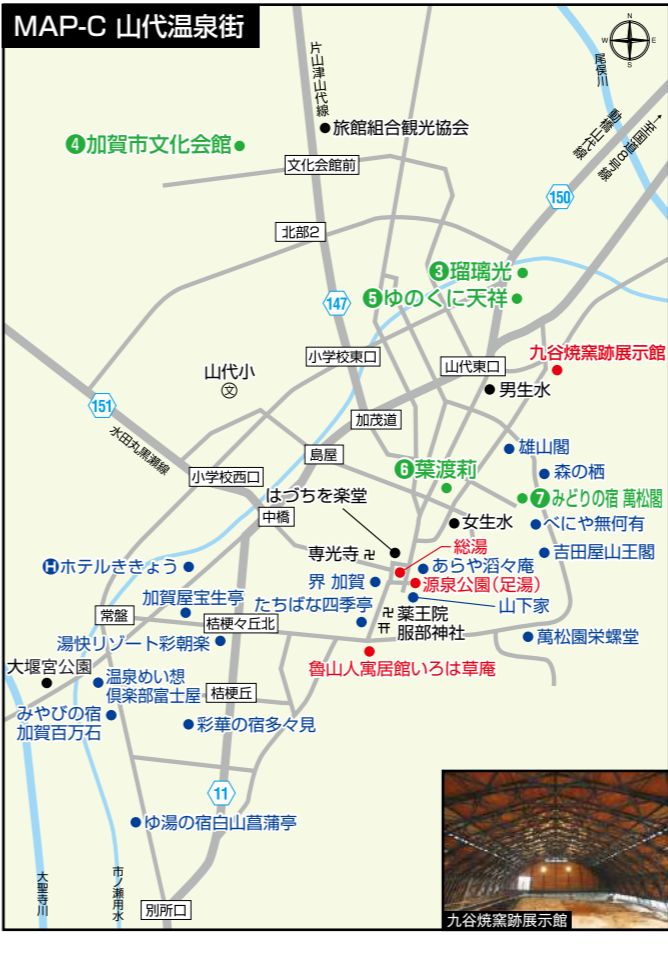 MAP-C 山代温泉街
N
W
E
S
片山津山代線
尾俣川
動橋山代線
→至国道8号線
旅館組合観光協会
❹加賀市文化会館
文化会館前
150
北部2
❸瑠璃光
❺ゆのくに天祥
147
小学校東口
山代東口
九谷焼窯跡展示館
山代小
文
男生水
151
水田丸黒瀬線
加茂道
島屋
雄山閣
小学校西口
❻葉渡莉
森の栖
はづちを楽堂
❼みどりの宿 萬松閣
中橋
女生水
べにや無何有
専光寺卍
総湯
吉田屋山王閣
Hホテルききょう
界 加賀
あらや滔々庵
源泉公園(足湯)
加賀屋宝生亭
たちばな四季亭
山下家
常盤
桔梗々丘北
卍薬王院
服部神社
湯快リゾート彩朝楽
萬松園栄螺堂
大堰宮公園
魯山人寓居館いろは草庵
温泉めい想
倶楽部富士屋
桔梗丘
みやびの宿
加賀百万石
彩華の宿多々見
11
ゆ湯の宿白山菖蒲亭
大聖寺川
市ノ瀬用水
別所口
九谷焼窯跡展示館